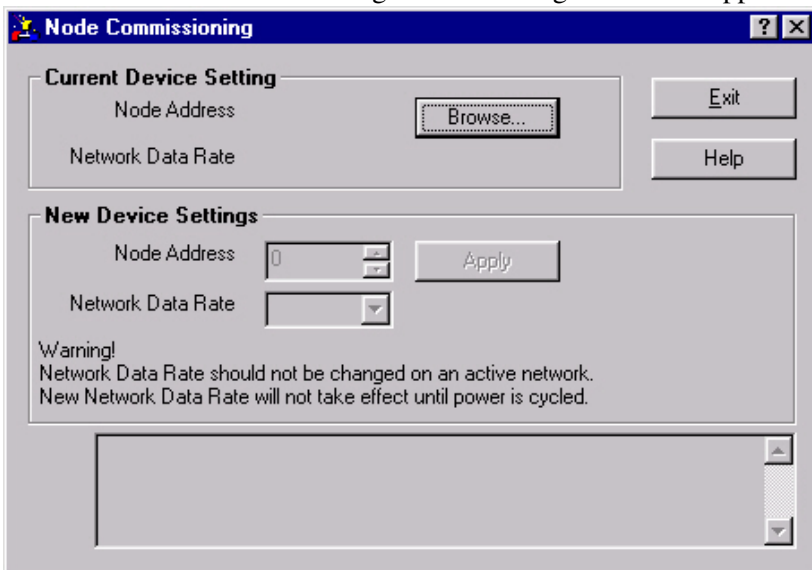 Node Commissioning
Current Device Setting
Node Address
Browse...
Exit
Network Data Rate
Help
New Device Settings
Node Address
0
Apply
Network Data Rate
Warning!
Network Data Rate should not be changed on an active network.
New Network Data Rate will not take effect until power is cycled.